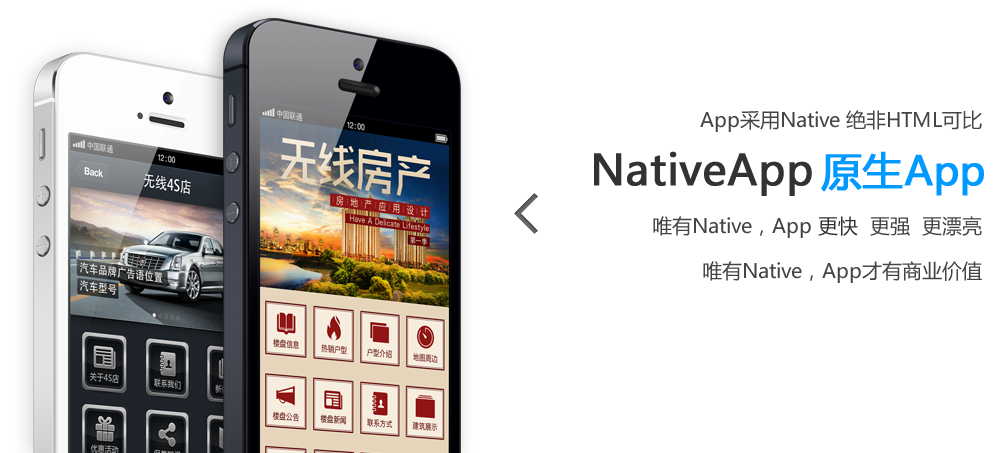 中国联通
12:00
Back
无线4S店
汽车品牌广告语位置
汽车型号
关于4S店
联系我们
优惠活动
中国联通
12:00
无线房产
房地产应用设计
Have A Delicate Lifestyle
第一季
楼盘信息
热销户型
户型介绍
地图周边
楼盘公告
楼盘新闻
联系方式
建筑展示
App采用Native 绝非HTML可比
NativeApp 原生App
唯有Native，App 更快 更强 更漂亮
唯有Native，App才有商业价值